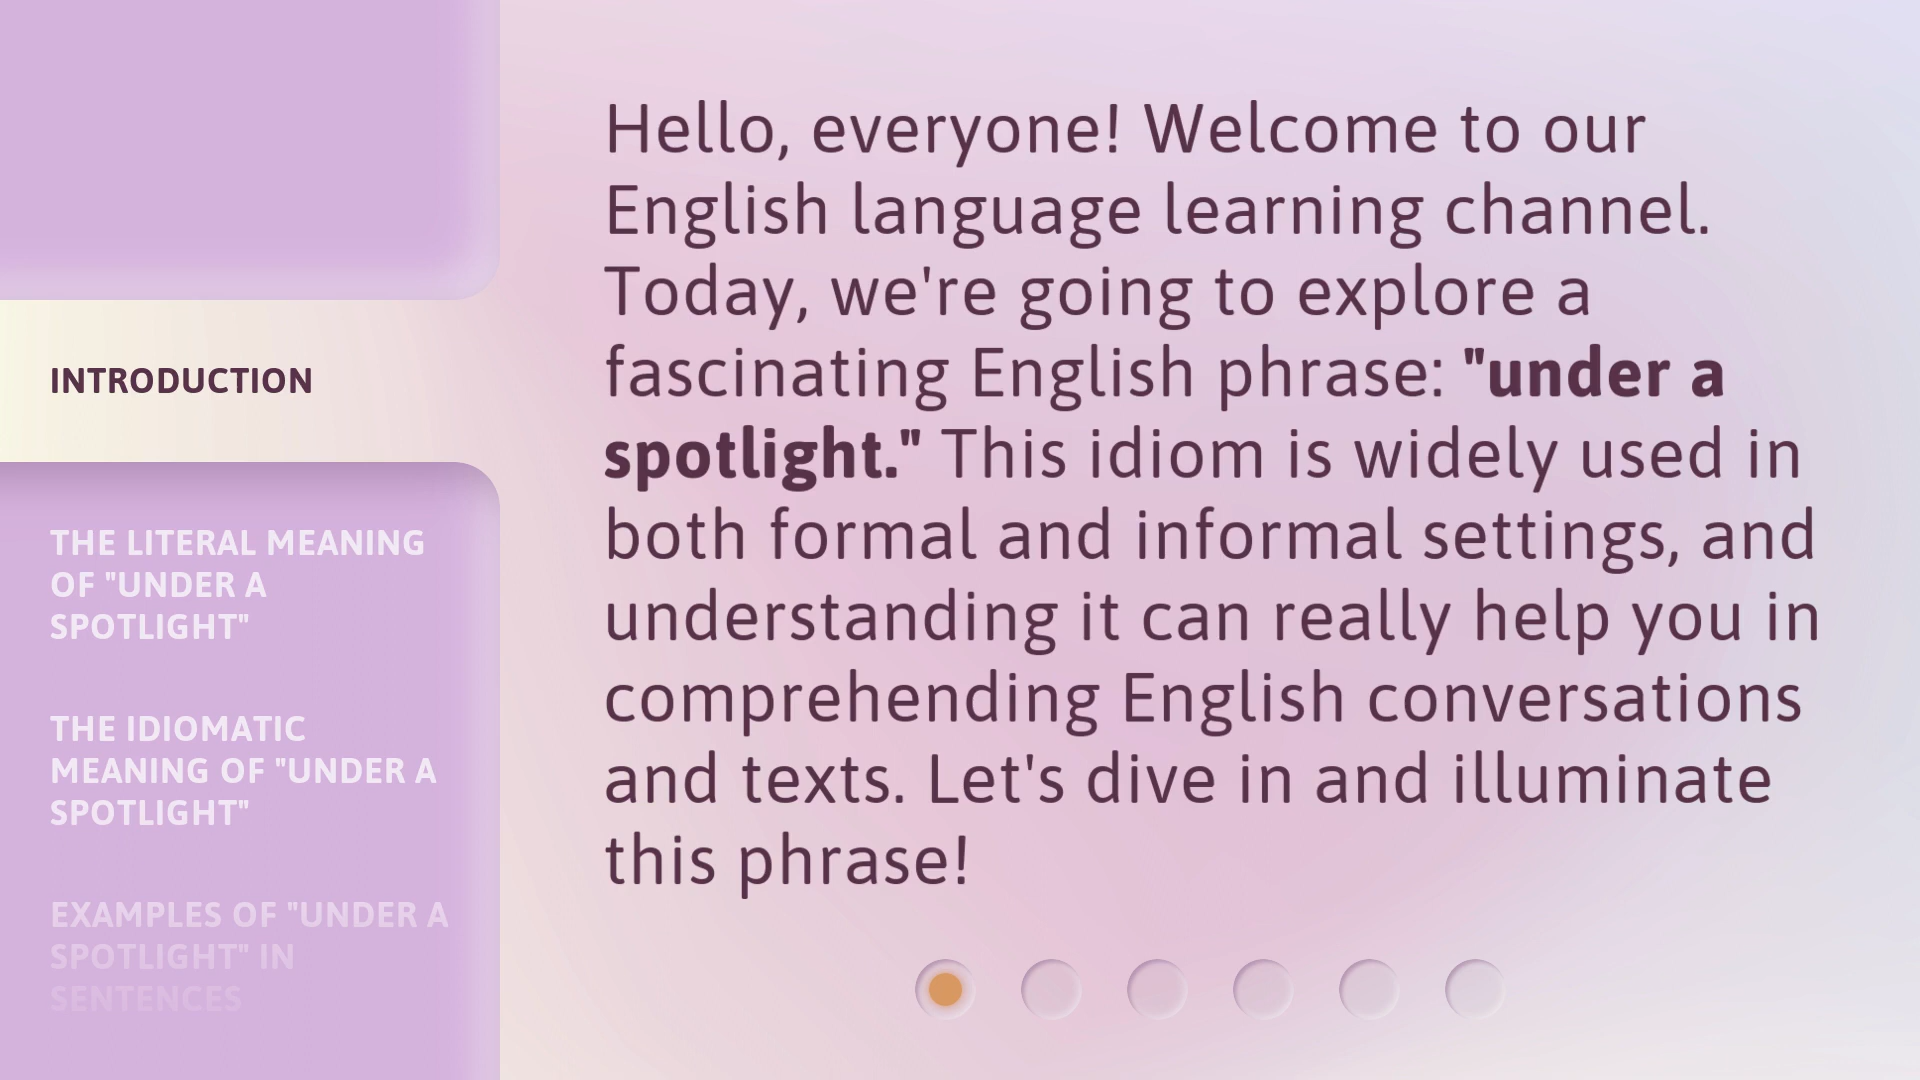 INTRODUCTION
THE LITERAL MEANING
OF "UNDER A
SPOTLIGHT"
THE IDIOMATIC
MEANING OF "UNDER A
SPOTLIGHT"
EXAMPLES OF "UNDER A
SPOTLIGHT" IN
SENTENCES
Hello, everyone! Welcome to our
English language learning channel.
Today, we're going to explore a
fascinating English phrase: "under a
spotlight." This idiom is widely used in
both formal and informal settings, and
understanding it can really help you in
comprehending English conversations
and texts. Let's dive in and illuminate
this phrase!